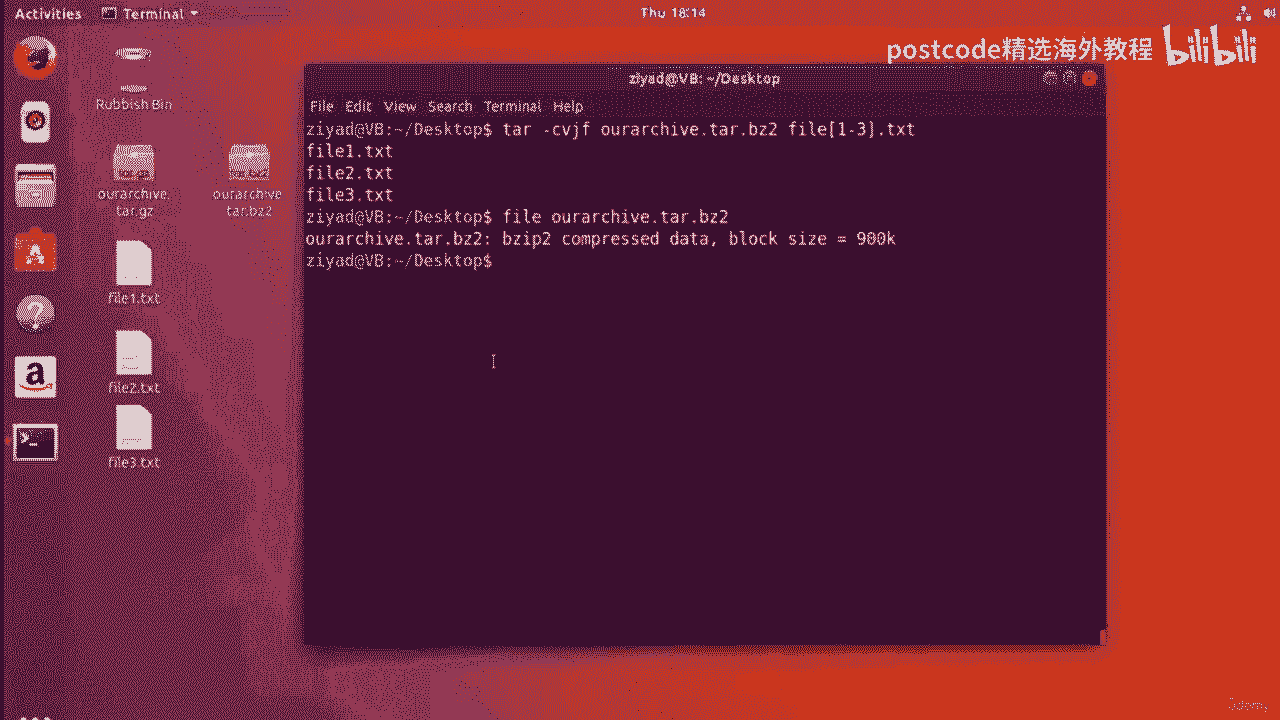 Activities Terminal Thu 18:14
postcode精选海外教程 bilibili
Rubbish Bin
ourarchive.
tar.gz
ourarchive.
tar.bz2
file1.txt
file2.txt
file3.txt
ziyad@VB: ~/Desktop
File Edit View Search Terminal Help
ziyad@VB:~/Desktop$ tar -cvjf ourarchive.tar.bz2 file[1-3].txt
file1.txt
file2.txt
file3.txt
ziyad@VB:~/Desktop$ file ourarchive.tar.bz2
ourarchive.tar.bz2: bzip2 compressed data, block size = 900k
ziyad@VB:~/Desktop$
Udemy